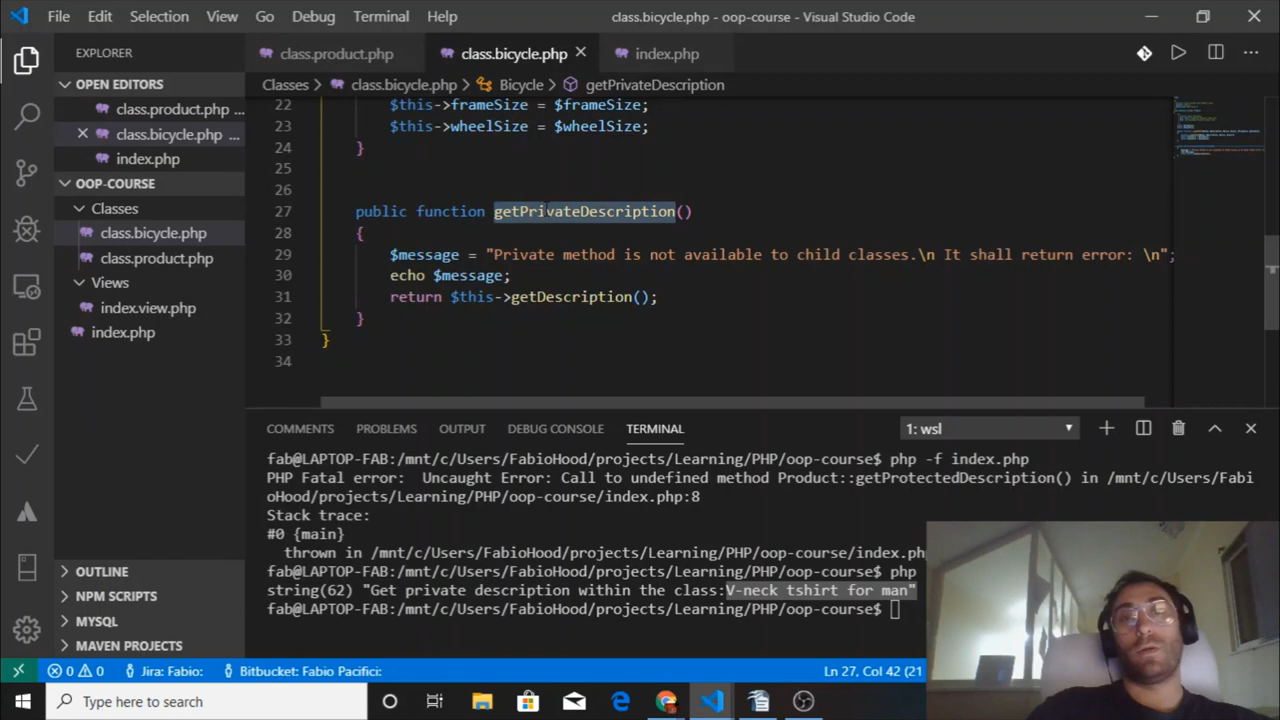 File Edit Selection View Go Debug Terminal Help
class.bicycle.php - oop-course - Visual Studio Code
EXPLORER
class.product.php
class.bicycle.php
index.php
OPEN EDITORS
class.product.php ...
class.bicycle.php ...
index.php
OOP-COURSE
Classes
class.bicycle.php
class.product.php
Views
index.view.php
index.php
OUTLINE
NPM SCRIPTS
MYSQL
MAVEN PROJECTS
Classes > class.bicycle.php > Bicycle > getPrivateDescription
22 $this->frameSize = $frameSize;
23 $this->wheelSize = $wheelSize;
24 }
25
26
27 public function getPrivateDescription()
28 {
29 $message = "Private method is not available to child classes.\n It shall return error: \n";
30 echo $message;
31 return $this->getDescription();
32 }
33 }
34
COMMENTS PROBLEMS OUTPUT DEBUG CONSOLE TERMINAL
1: wsl
fab@LAPTOP-FAB:/mnt/c/Users/FabioHood/projects/Learning/PHP/oop-course$ php -f index.php
PHP Fatal error:  Uncaught Error: Call to undefined method Product::getProtectedDescription() in /mnt/c/Users/Fabi
oHood/projects/Learning/PHP/oop-course/index.php:8
Stack trace:
#0 {main}
thrown in /mnt/c/Users/FabioHood/projects/Learning/PHP/oop-course/index.ph
fab@LAPTOP-FAB:/mnt/c/Users/FabioHood/projects/Learning/PHP/oop-course$ php
string(62) "Get private description within the class:V-neck tshirt for man"
fab@LAPTOP-FAB:/mnt/c/Users/FabioHood/projects/Learning/PHP/oop-course$
0 0 Jira: Fabio: Bitbucket: Fabio Pacifici: Ln 27, Col 42 (21
Type here to search